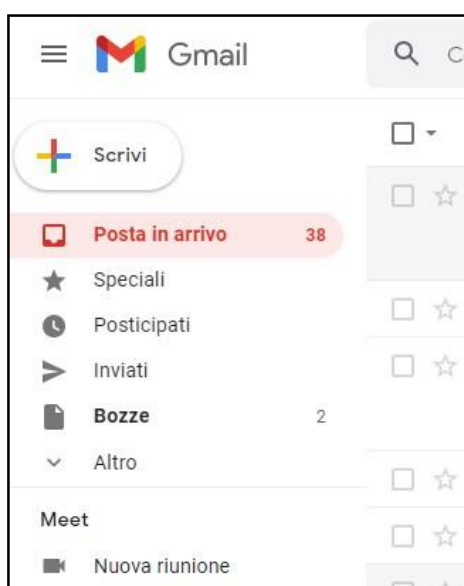 Gmail
C
Scrivi
Posta in arrivo 38
Speciali
Posticipati
Inviati
Bozze 2
Altro
Meet
Nuova riunione